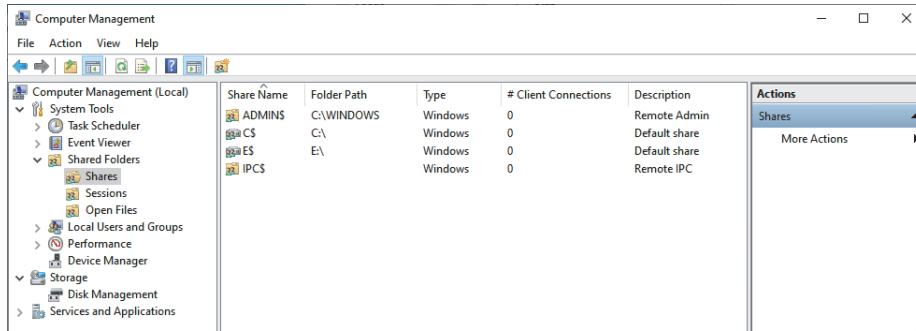 Computer Management
File Action View Help
Computer Management (Local)
System Tools
Task Scheduler
Event Viewer
Shared Folders
Shares
Sessions
Open Files
Local Users and Groups
Performance
Device Manager
Storage
Disk Management
Services and Applications
Share Name Folder Path Type # Client Connections Description
ADMIN$ C:\WINDOWS Windows 0 Remote Admin
C$ C:\ Windows 0 Default share
E$ E:\ Windows 0 Default share
IPC$ Windows 0 Remote IPC
Actions
Shares
More Actions